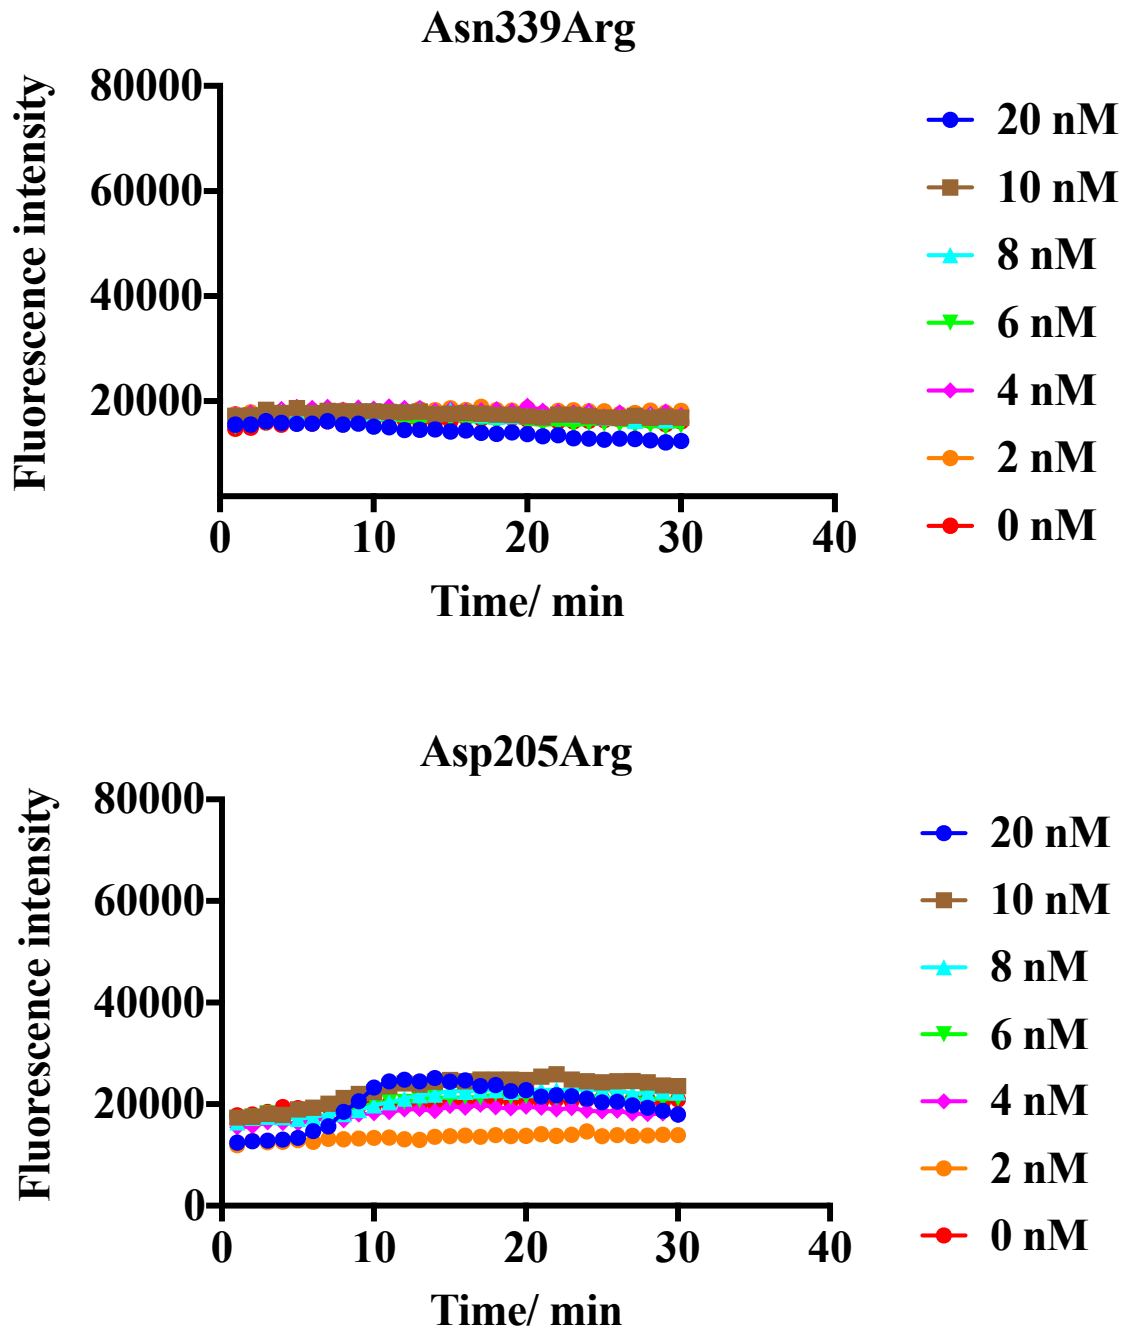 Asn339Arg
Fluorescence intensity
80000
60000
40000
20000
0 10 20 30 40
Time/ min
20 nM
10 nM
8 nM
6 nM
4 nM
2 nM
0 nM
Asp205Arg
Fluorescence intensity
80000
60000
40000
20000
0
0 10 20 30 40
Time/ min
20 nM
10 nM
8 nM
6 nM
4 nM
2 nM
0 nM